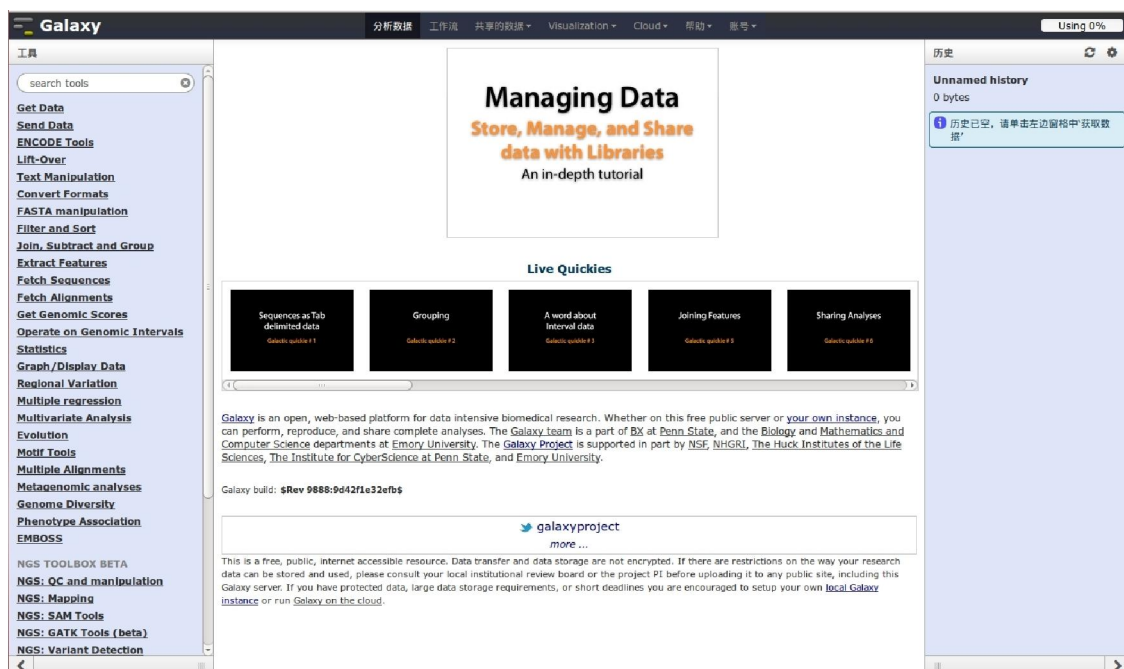 Galaxy
分析数据 工作流 共享的数据 Visualization Cloud 帮助 账号
Using 0%
工具
search tools
Get Data
Send Data
ENCODE Tools
Lift-Over
Text Manipulation
Convert Formats
FASTA manipulation
Filter and Sort
Join, Subtract and Group
Extract Features
Fetch Sequences
Fetch Alignments
Get Genomic Scores
Operate on Genomic Intervals
Statistics
Graph/Display Data
Regional Variation
Multiple regression
Multivariate Analysis
Evolution
Motif Tools
Multiple Alignments
Metagenomic analyses
Genome Diversity
Phenotype Association
EMBOSS
NGS TOOLBOX BETA
NGS: QC and manipulation
NGS: Mapping
NGS: SAM Tools
NGS: GATK Tools (beta)
NGS: Variant Detection
Managing Data
Store, Manage, and Share
data with Libraries
An in-depth tutorial
Live Quickies
Sequences as Tab
delimited data
Galactic quickie # 1
Grouping
Galactic quickie # 2
A word about
Interval data
Galactic quickie # 3
Joining Features
Galactic quickie # 5
Sharing Analyses
Galactic quickie # 6
Galaxy is an open, web-based platform for data intensive biomedical research. Whether on this free public server or your own instance, you
can perform, reproduce, and share complete analyses. The Galaxy team is a part of BX at Penn State, and the Biology and Mathematics and
Computer Science departments at Emory University. The Galaxy Project is supported in part by NSF, NHGRI, The Huck Institutes of the Life
Sciences, The Institute for CyberScience at Penn State, and Emory University.
Galaxy build: $Rev 9888:9d42f1e32efb$
galaxyproject
more ...
This is a free, public, internet accessible resource. Data transfer and data storage are not encrypted. If there are restrictions on the way your research
data can be stored and used, please consult your local institutional review board or the project PI before uploading it to any public site, including this
Galaxy server. If you have protected data, large data storage requirements, or short deadlines you are encouraged to setup your own local Galaxy
instance or run Galaxy on the cloud.
历史
Unnamed history
0 bytes
历史已空，请单击左边窗格中‘获取数
据’